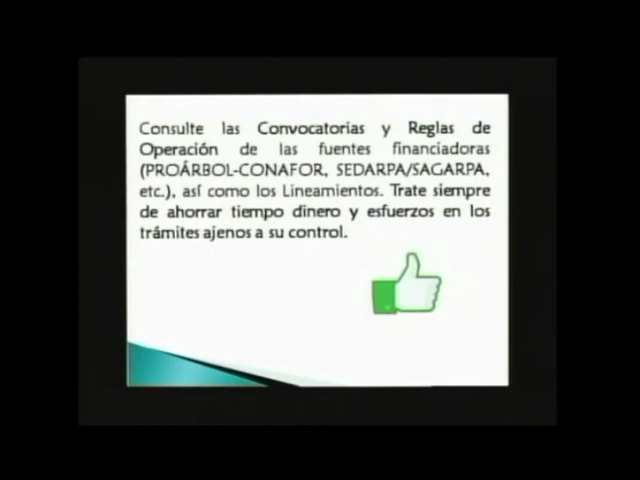 Consulte las Convocatorias y Reglas de
Operación de las fuentes financiadoras
(PROÁRBOL-CONAFOR, SEDARPA/SAGARPA,
etc.), así como los Lineamientos. Trate siempre
de ahorrar tiempo dinero y esfuerzos en los
trámites ajenos a su control.